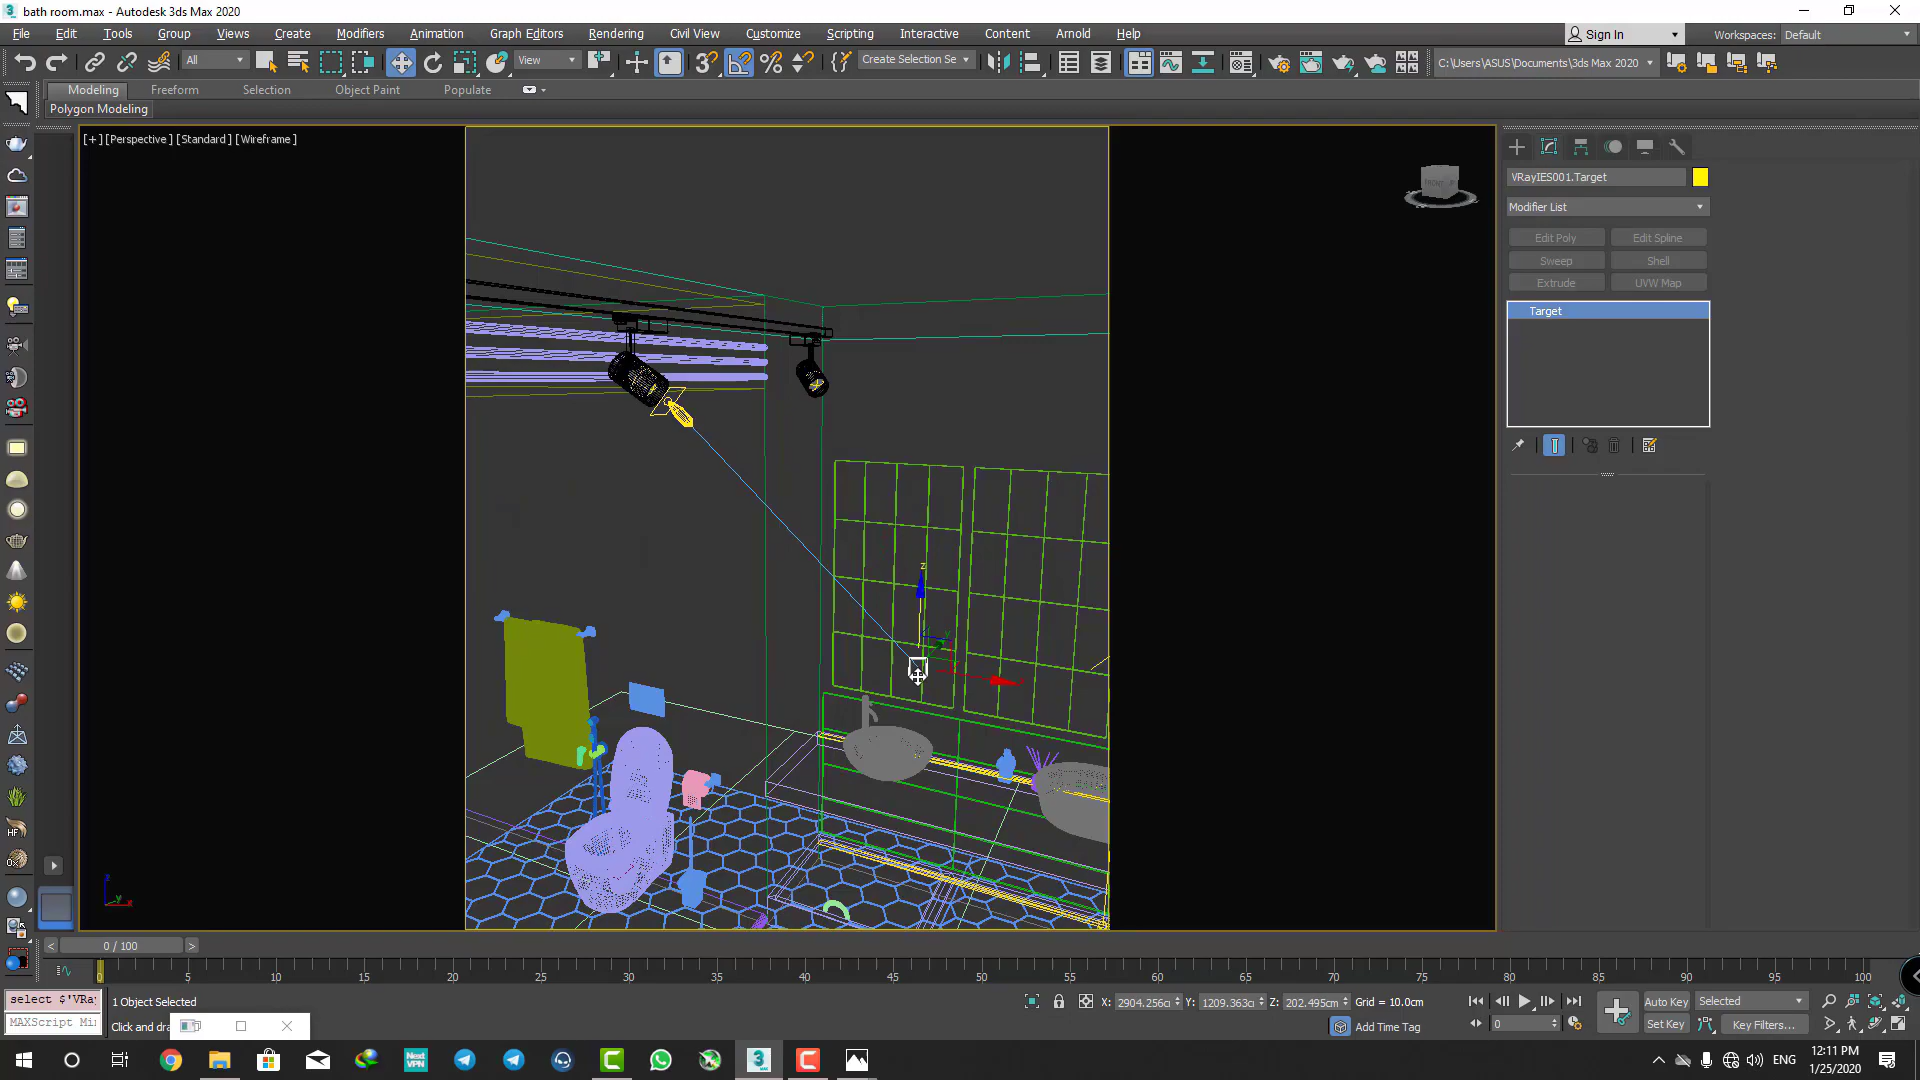 bath room.max - Autodesk 3ds Max 2020
File Edit Tools Group Views Create Modifiers Animation Graph Editors Rendering Civil View Customize Scripting Interactive Content Arnold Help
Sign In
Workspaces: Default
All
View
Create Selection Se
C:\Users\ASUS\Documents\3ds Max 2020
Modeling Freeform Selection Object Paint Populate
Polygon Modeling
[+] [Perspective] [Standard] [Wireframe]
VRayIES001.Target
Modifier List
Edit Poly Edit Spline
Sweep Shell
Extrude UVW Map
Target
z
0 / 100
0 5 10 15 20 25 30 35 40 45 50 55 60 65 70 75 80 85 90 95 100
select $'VRay
MAXScript Mi
1 Object Selected
Click and dra
X: 2904.256cm Y: 1209.363cm Z: 202.495cm Grid = 10.0cm
Add Time Tag
0
Auto Key Selected
Set Key Key Filters...
Next VPN
ENG
12:11 PM
1/25/2020